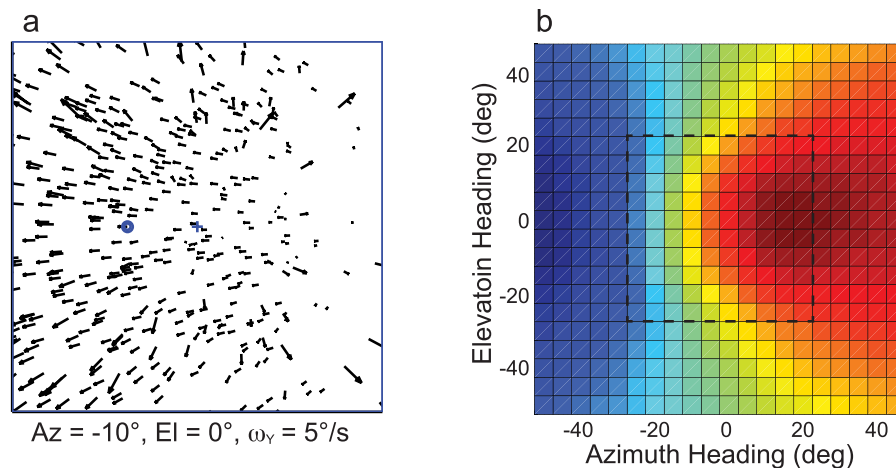 a
Az = -10°, El = 0°, ωY = 5°/s
b
Elevatoin Heading (deg)
40
20
0
-20
-40
-40 -20 0 20 40
Azimuth Heading (deg)